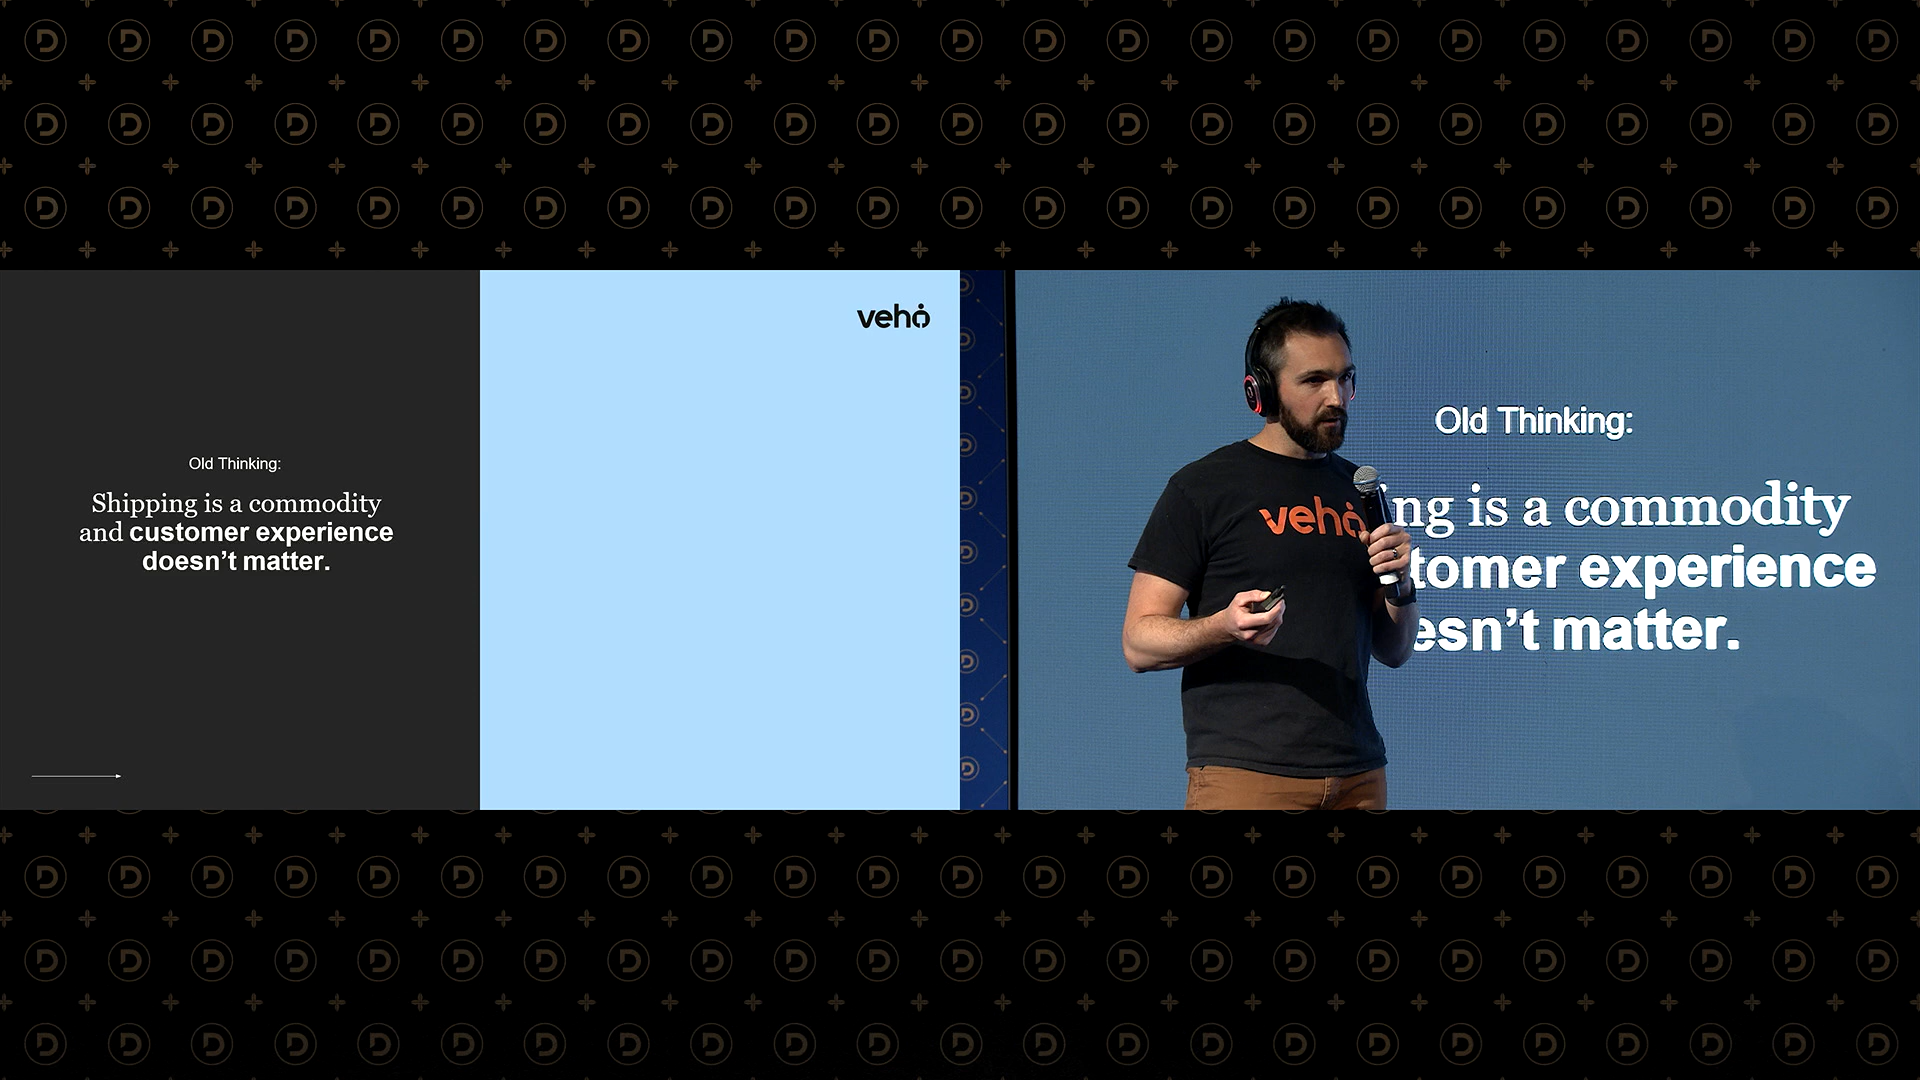 Old Thinking:
Shipping is a commodity
and customer experience
doesn’t matter.
veho
Old Thinking:
ng is a commodity
tomer experience
esn’t matter.
veho